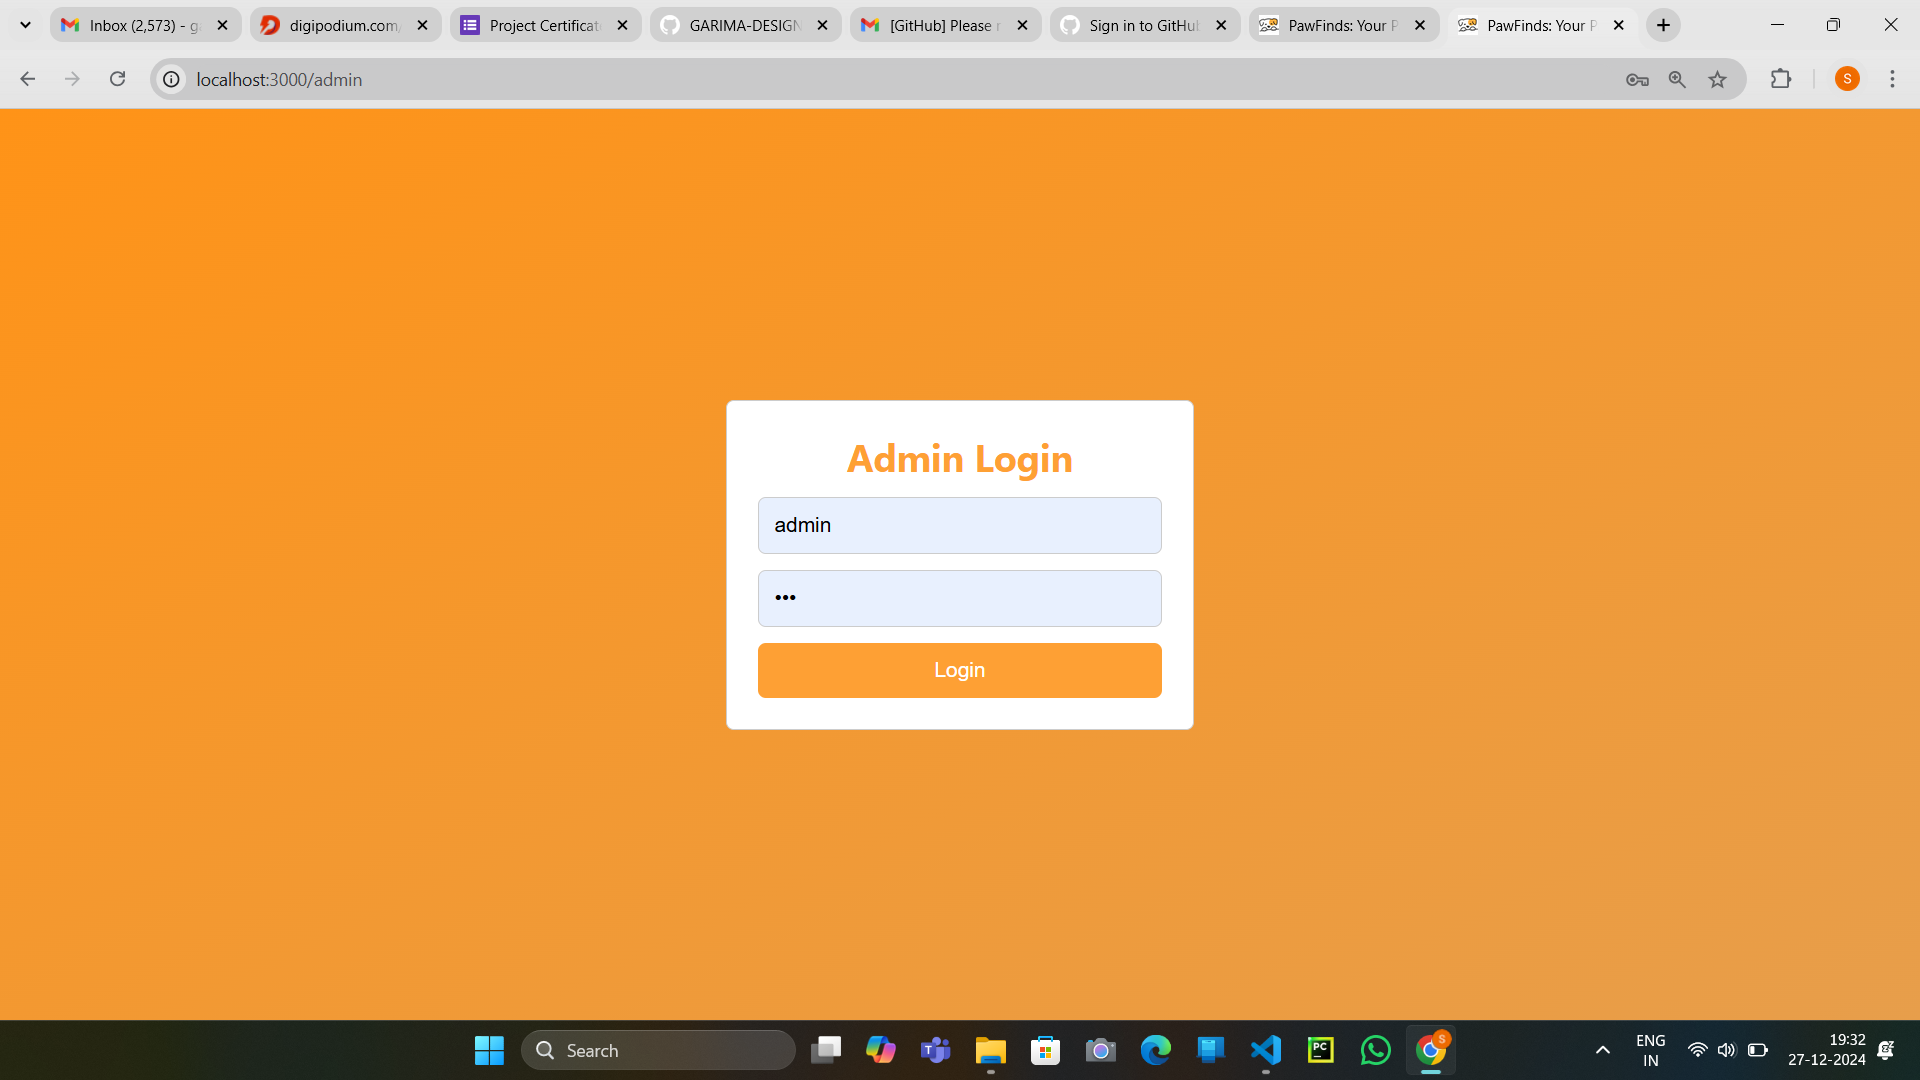 Inbox (2,573) - g
digipodium.com
Project Certificat
GARIMA-DESIGN
[GitHub] Please r
Sign in to GitHub
PawFinds: Your P
PawFinds: Your P
localhost:3000/admin
S
Admin Login
admin
•••
Login
Search
T
PC
S
ENG
IN
19:32
27-12-2024